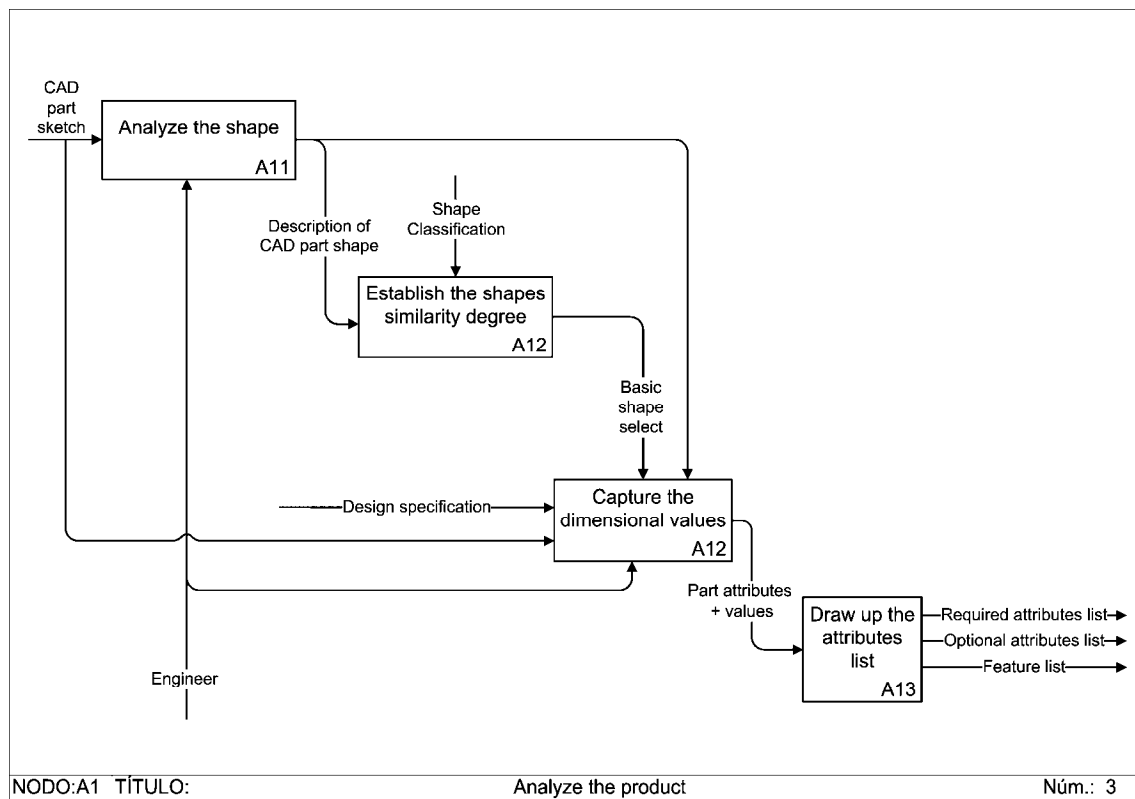 CAD
part
sketch
Analyze the shape
A11
Description of
CAD part shape
Shape
Classification
Establish the shapes
similarity degree
A12
Basic
shape
select
Design specification
Capture the
dimensional values
A12
Part attributes
+ values
Draw up the
attributes
list
A13
Required attributes list
Optional attributes list
Feature list
Engineer
NODO:A1 TÍTULO: Analyze the product Núm.: 3